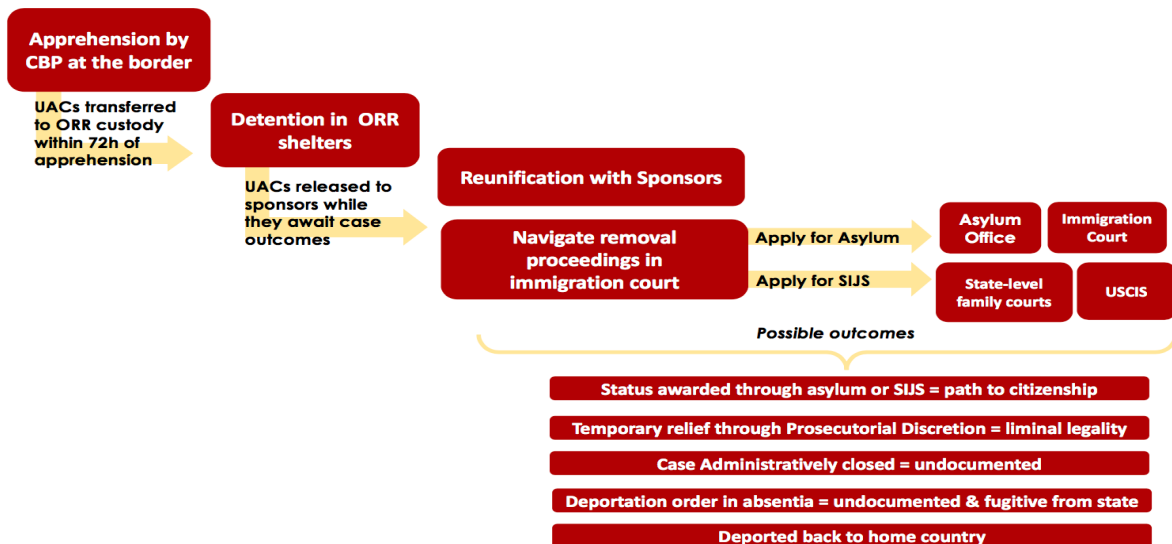 Apprehension by
CBP at the border
UACs transferred
to ORR custody
within 72h of
apprehension
Detention in ORR
shelters
UACs released to
sponsors while
they await case
outcomes
Reunification with Sponsors
Navigate removal
proceedings in
immigration court
Apply for Asylum
Asylum
Office
Immigration
Court
Apply for SIJS
State-level
family courts
USCIS
Possible outcomes
Status awarded through asylum or SIJS = path to citizenship
Temporary relief through Prosecutorial Discretion = liminal legality
Case Administratively closed = undocumented
Deportation order in absentia = undocumented & fugitive from state
Deported back to home country